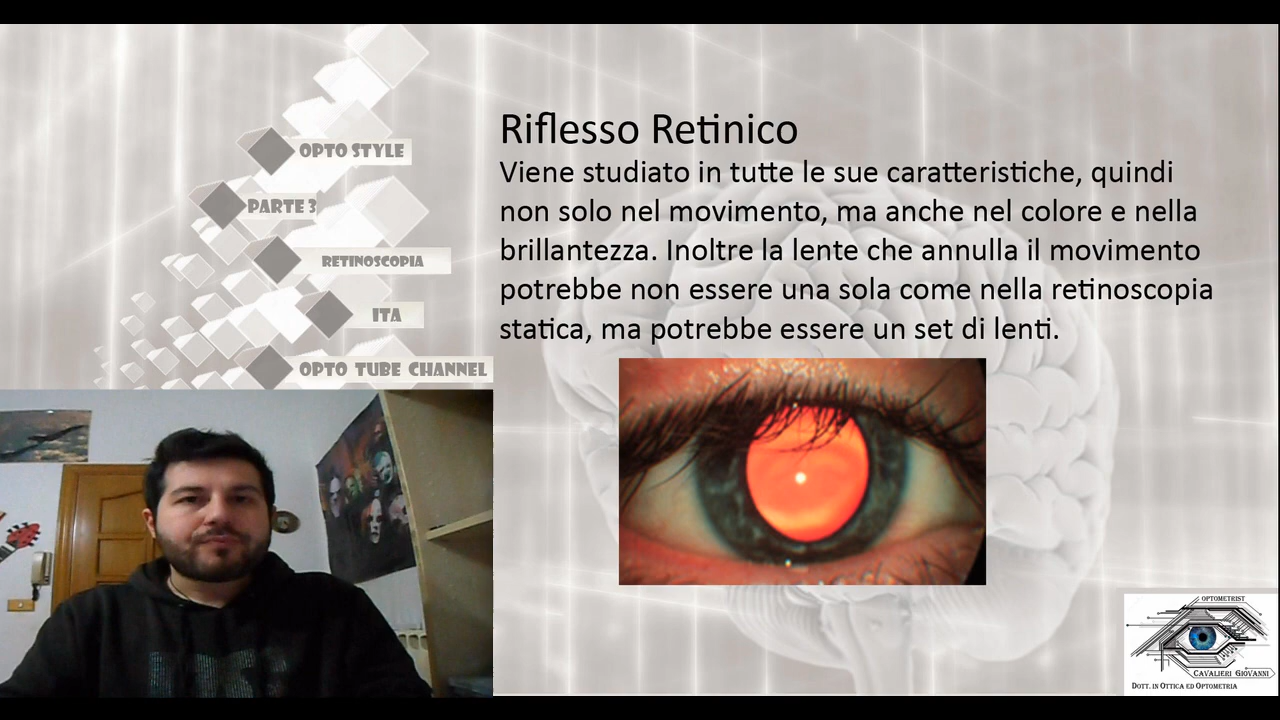 OPTO STYLE
PARTE 3
RETINOSCOPIA
ITA
OPTO TUBE CHANNEL
Riflesso Retinico
Viene studiato in tutte le sue caratteristiche, quindi
non solo nel movimento, ma anche nel colore e nella
brillantezza. Inoltre la lente che annulla il movimento
potrebbe non essere una sola come nella retinoscopia
statica, ma potrebbe essere un set di lenti.
OPTOMETRIST
CAVALIERI GIOVANNI
DOTT. IN OTTICA ED OPTOMETRIA